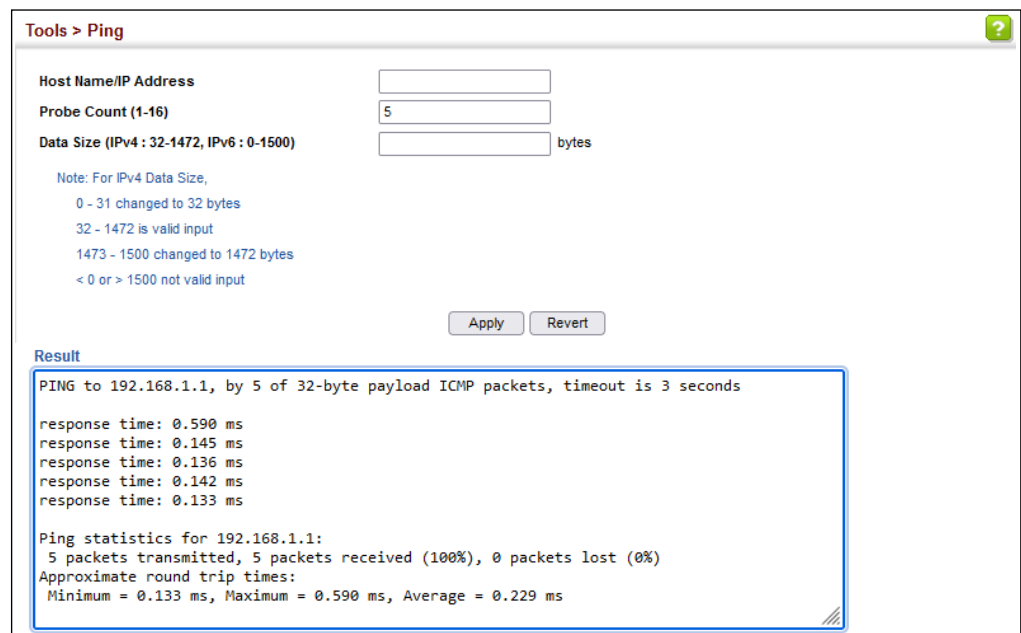 Tools > Ping
?
Host Name/IP Address
Probe Count (1-16) 5
Data Size (IPv4 : 32-1472, IPv6 : 0-1500) bytes
Note: For IPv4 Data Size,
0 - 31 changed to 32 bytes
32 - 1472 is valid input
1473 - 1500 changed to 1472 bytes
< 0 or > 1500 not valid input
Apply Revert
Result
PING to 192.168.1.1, by 5 of 32-byte payload ICMP packets, timeout is 3 seconds
response time: 0.590 ms
response time: 0.145 ms
response time: 0.136 ms
response time: 0.142 ms
response time: 0.133 ms
Ping statistics for 192.168.1.1:
5 packets transmitted, 5 packets received (100%), 0 packets lost (0%)
Approximate round trip times:
Minimum = 0.133 ms, Maximum = 0.590 ms, Average = 0.229 ms